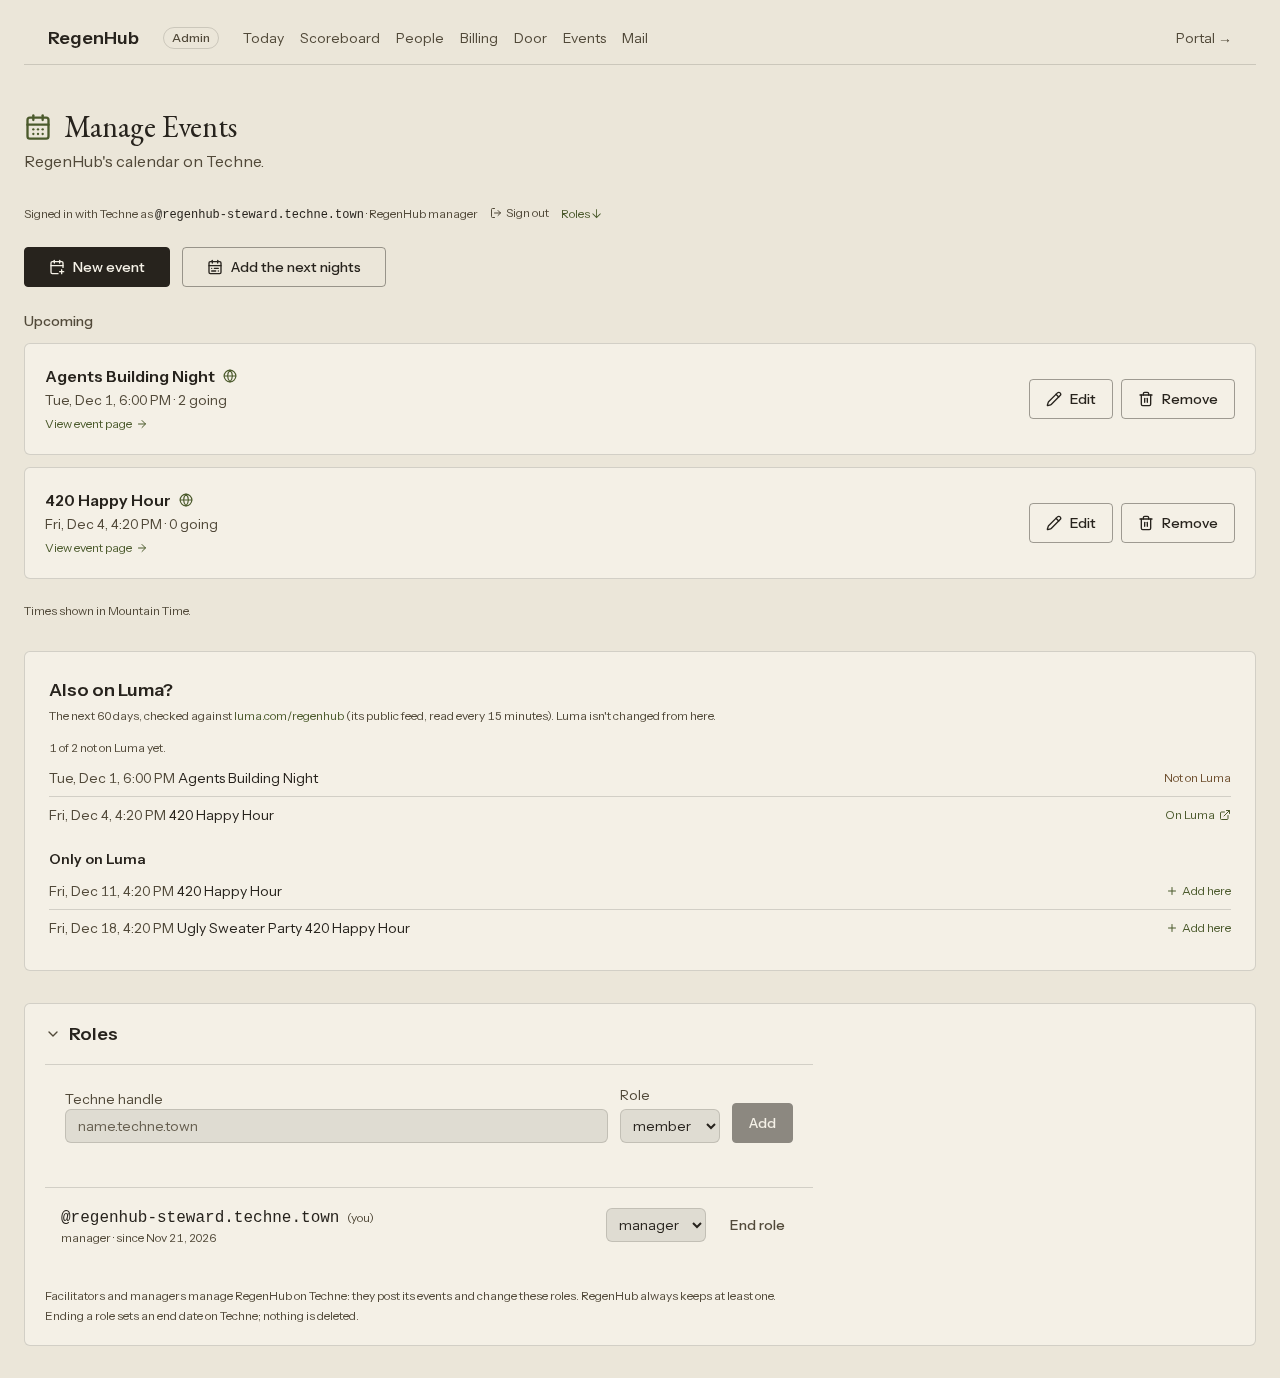 RegenHub Admin Today Scoreboard People Billing Door Events Mail Portal →
Manage Events
RegenHub's calendar on Techne.
Signed in with Techne as @regenhub-steward.techne.town · RegenHub manager Sign out Roles ↓
New event Add the next nights
Upcoming
Agents Building Night
Tue, Dec 1, 6:00 PM · 2 going
View event page →
Edit Remove
420 Happy Hour
Fri, Dec 4, 4:20 PM · 0 going
View event page →
Edit Remove
Times shown in Mountain Time.
Also on Luma?
The next 60 days, checked against luma.com/regenhub (its public feed, read every 15 minutes). Luma isn't changed from here.
1 of 2 not on Luma yet.
Tue, Dec 1, 6:00 PM Agents Building Night Not on Luma
Fri, Dec 4, 4:20 PM 420 Happy Hour On Luma
Only on Luma
Fri, Dec 11, 4:20 PM 420 Happy Hour + Add here
Fri, Dec 18, 4:20 PM Ugly Sweater Party 420 Happy Hour + Add here
Roles
Techne handle Role
name.techne.town member Add
@regenhub-steward.techne.town (you)
manager · since Nov 21, 2026
manager End role
Facilitators and managers manage RegenHub on Techne: they post its events and change these roles. RegenHub always keeps at least one.
Ending a role sets an end date on Techne; nothing is deleted.